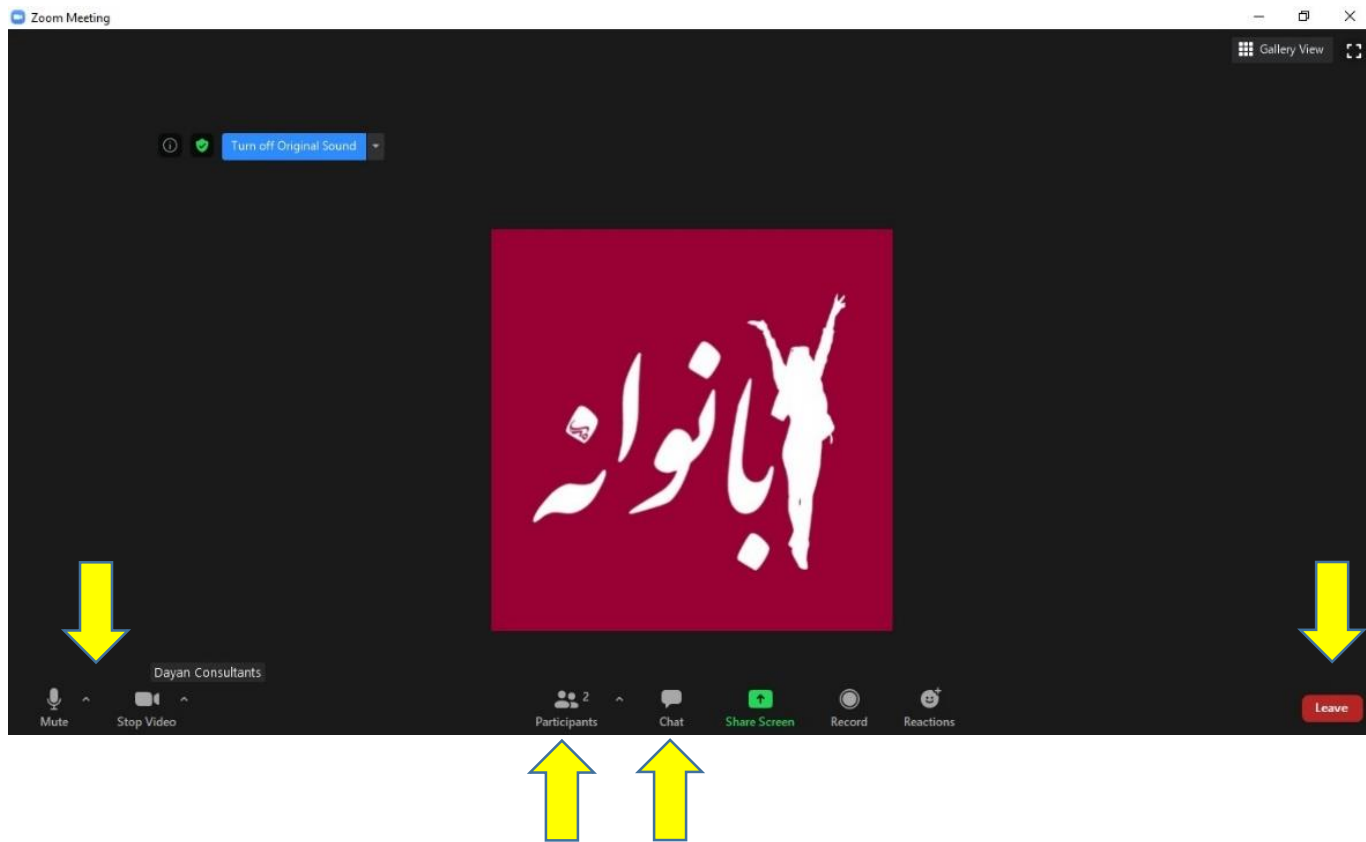 Zoom Meeting
Gallery View
Turn off Original Sound
بانوانه
Dayan Consultants
2
Mute Stop Video Participants Chat Share Screen Record Reactions Leave